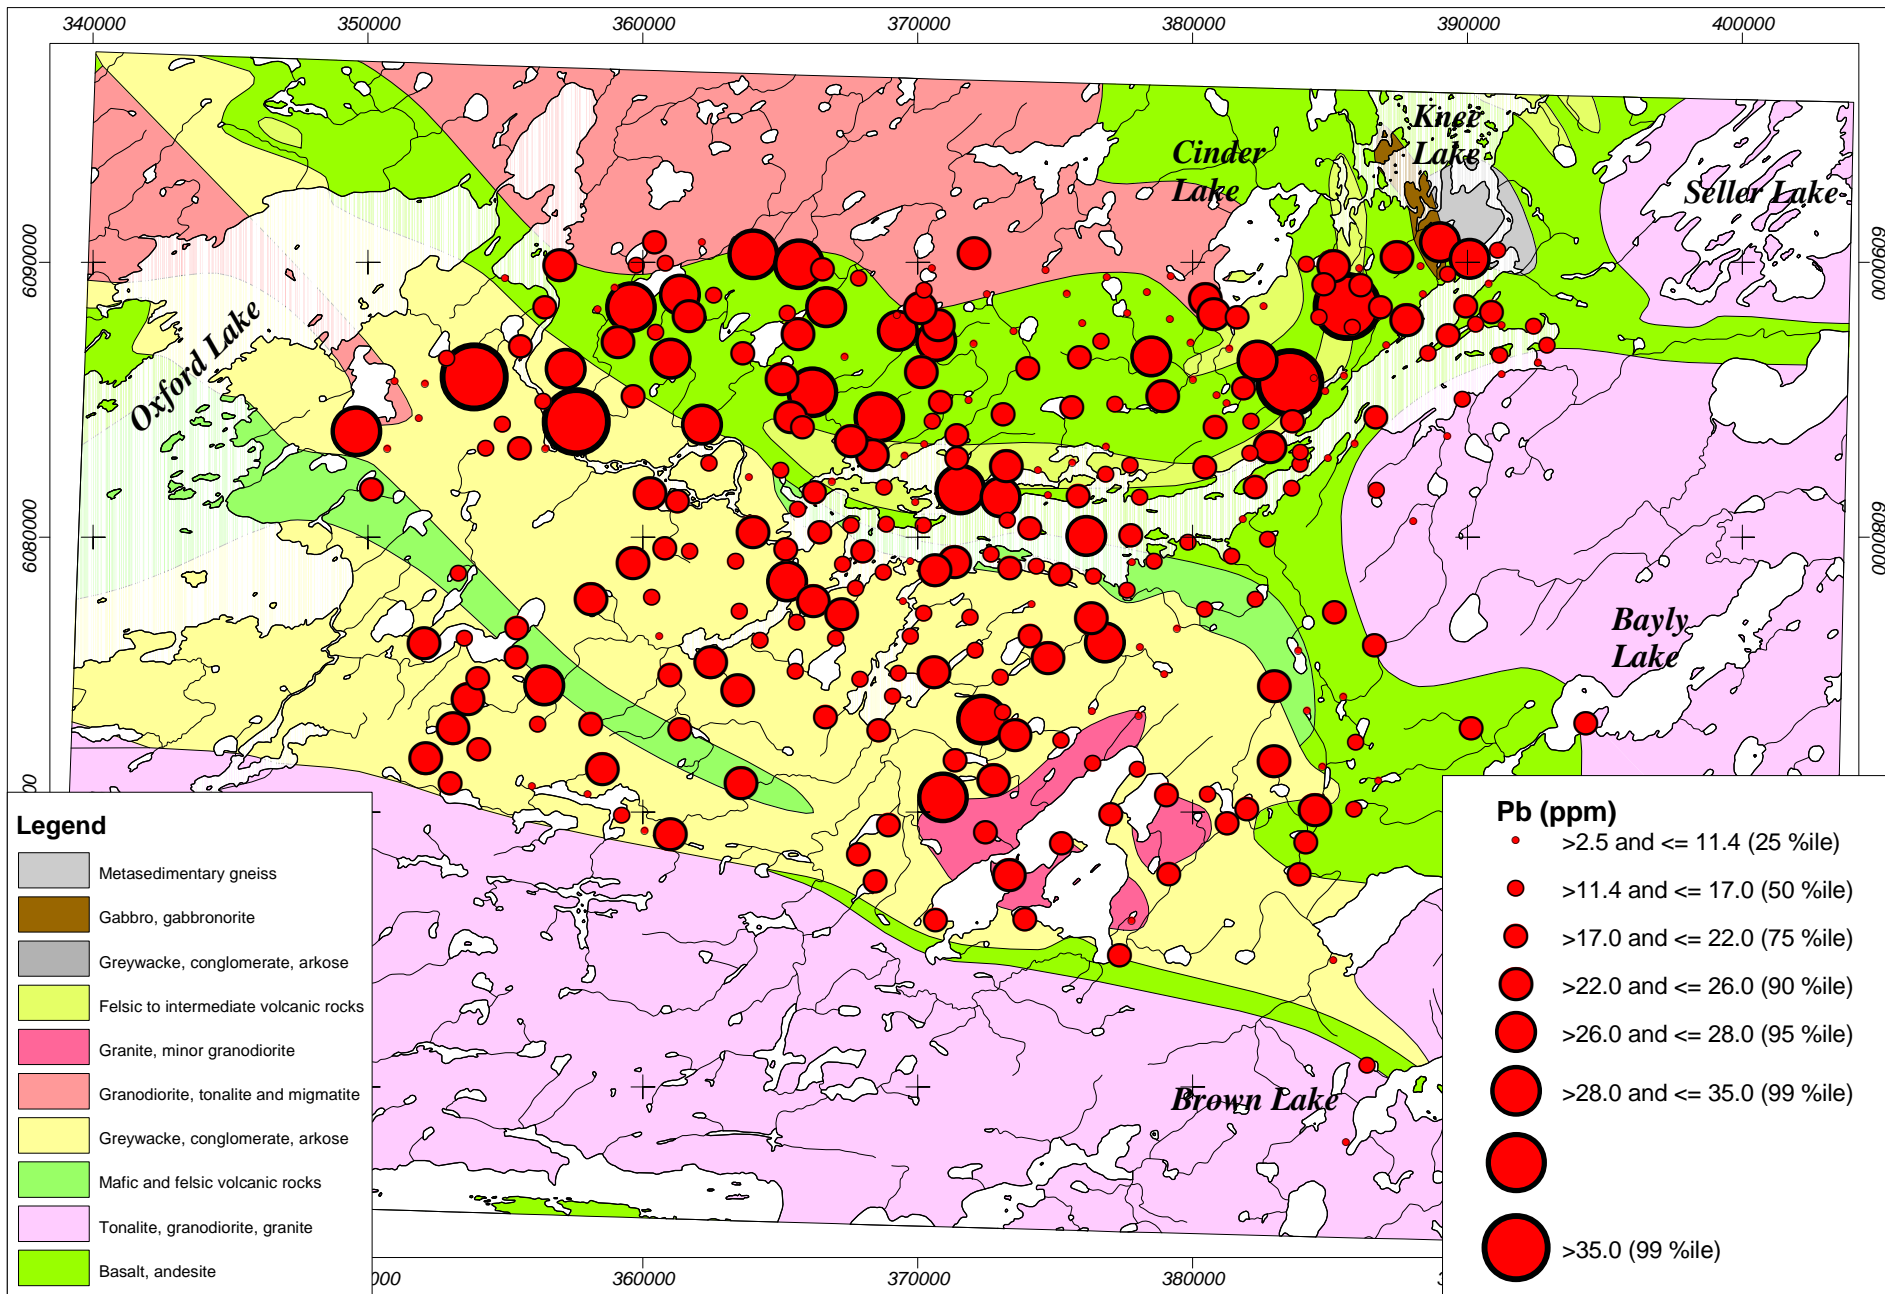 340000 350000 360000 370000 380000 390000 400000
Knee
Lake
Cinder
Lake
Seller Lake
6090000
6090000
Oxford Lake
6080000
6080000
Bayly
Lake
Brown Lake
Legend
Metasedimentary gneiss
Gabbro, gabbronorite
Greywacke, conglomerate, arkose
Felsic to intermediate volcanic rocks
Granite, minor granodiorite
Granodiorite, tonalite and migmatite
Greywacke, conglomerate, arkose
Mafic and felsic volcanic rocks
Tonalite, granodiorite, granite
Basalt, andesite
Pb (ppm)
>2.5 and <= 11.4 (25 %ile)
>11.4 and <= 17.0 (50 %ile)
>17.0 and <= 22.0 (75 %ile)
>22.0 and <= 26.0 (90 %ile)
>26.0 and <= 28.0 (95 %ile)
>28.0 and <= 35.0 (99 %ile)
>35.0 (99 %ile)
360000 370000 380000